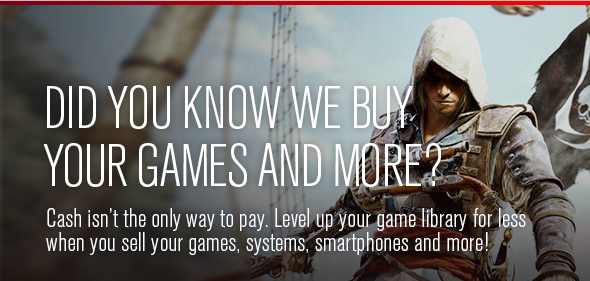 DID YOU KNOW WE BUY
YOUR GAMES AND MORE?
Cash isn't the only way to pay. Level up your game library for less
when you sell your games, systems, smartphones and more!